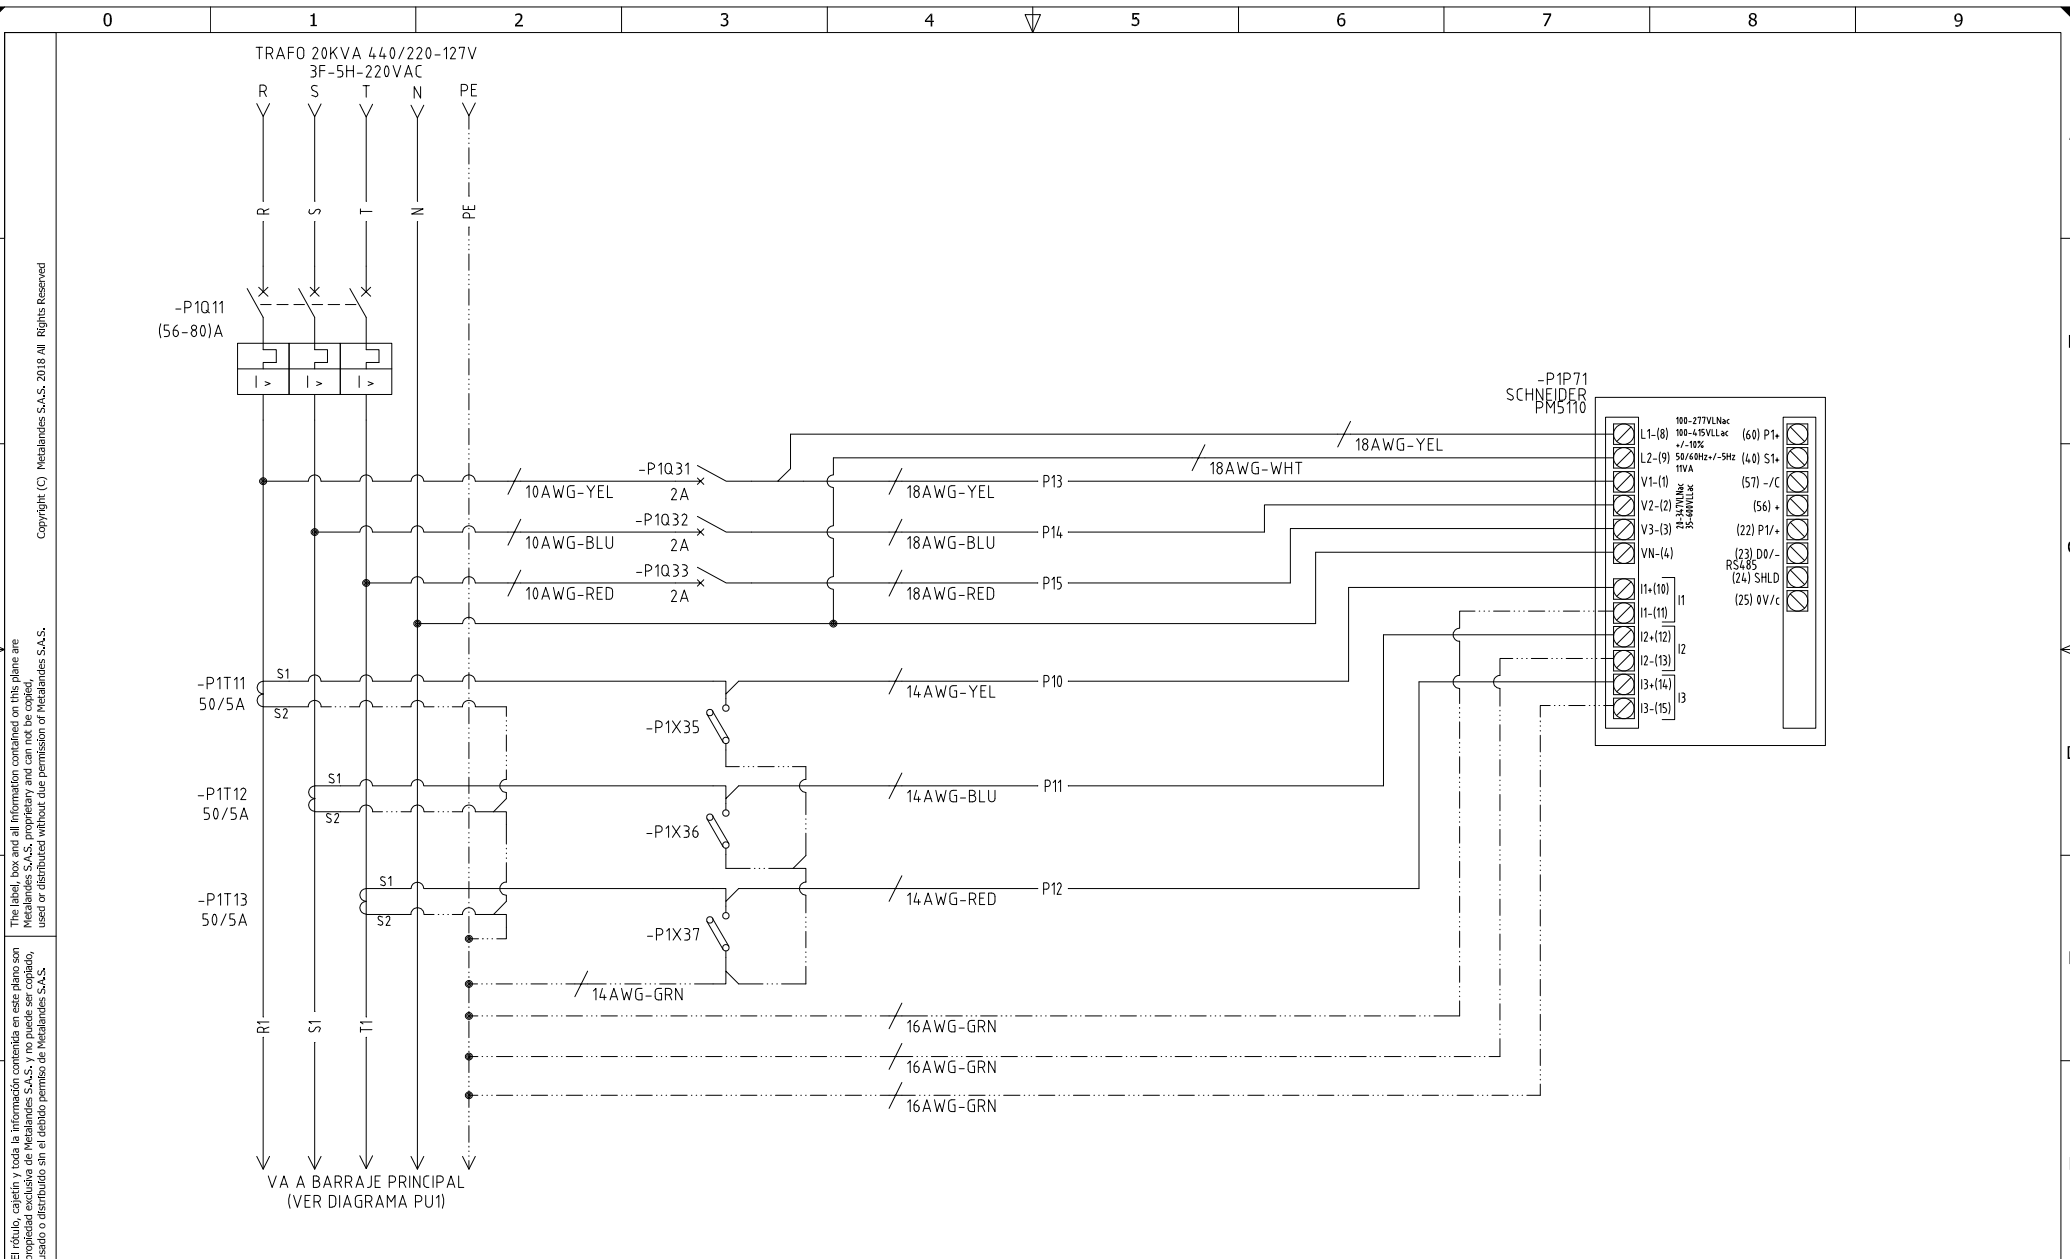 0 1 2 3 4 5 6 7 8 9
TRAFO 20KVA 440/220-127V
3F-5H-220VAC
R S T N PE
R S T N PE
-P1Q11
(56-80)A
I > I > I >
-P1P71
SCHNEIDER
PM5110
18AWG-YEL
18AWG-WHT
-P1Q31
2A
10AWG-YEL
18AWG-YEL
P13
-P1Q32
2A
10AWG-BLU
18AWG-BLU
P14
-P1Q33
2A
10AWG-RED
18AWG-RED
P15
L1-(8)
L2-(9)
V1-(1)
V2-(2)
V3-(3)
VN-(4)
I1+(10)
I1-(11)
I1
I2+(12)
I2-(13)
I2
I3+(14)
I3-(15)
I3
100-277VLNac
100-415VLLac
+/-10%
50/60Hz+/-5Hz
11VA
20-347VLNac
35-600VLLac
(60) P1+
(40) S1+
(57) -/C
(56) +
(22) P1/+
(23) D0/-
RS485
(24) SHLD
(25) 0V/c
-P1T11
50/5A
S1
S2
-P1X35
14AWG-YEL
P10
-P1T12
50/5A
S1
S2
-P1X36
14AWG-BLU
P11
-P1T13
50/5A
S1
S2
-P1X37
14AWG-RED
P12
14AWG-GRN
16AWG-GRN
16AWG-GRN
16AWG-GRN
R1 S1 T1
VA A BARRAJE PRINCIPAL
(VER DIAGRAMA PU1)
The label, box and all information contained on this plane are
Metalandes S.A.S. proprietary and can not be copied,
used or distributed without due permission of Metalandes S.A.S.
Copyright (C) Metalandes S.A.S. 2018 All Rights Reserved
El rótulo, cajetín y toda la información contenida en este plano son
propiedad exclusiva de Metalandes S.A.S. y no puede ser copiado,
usado o distribuido sin el debido permiso de Metalandes S.A.S.